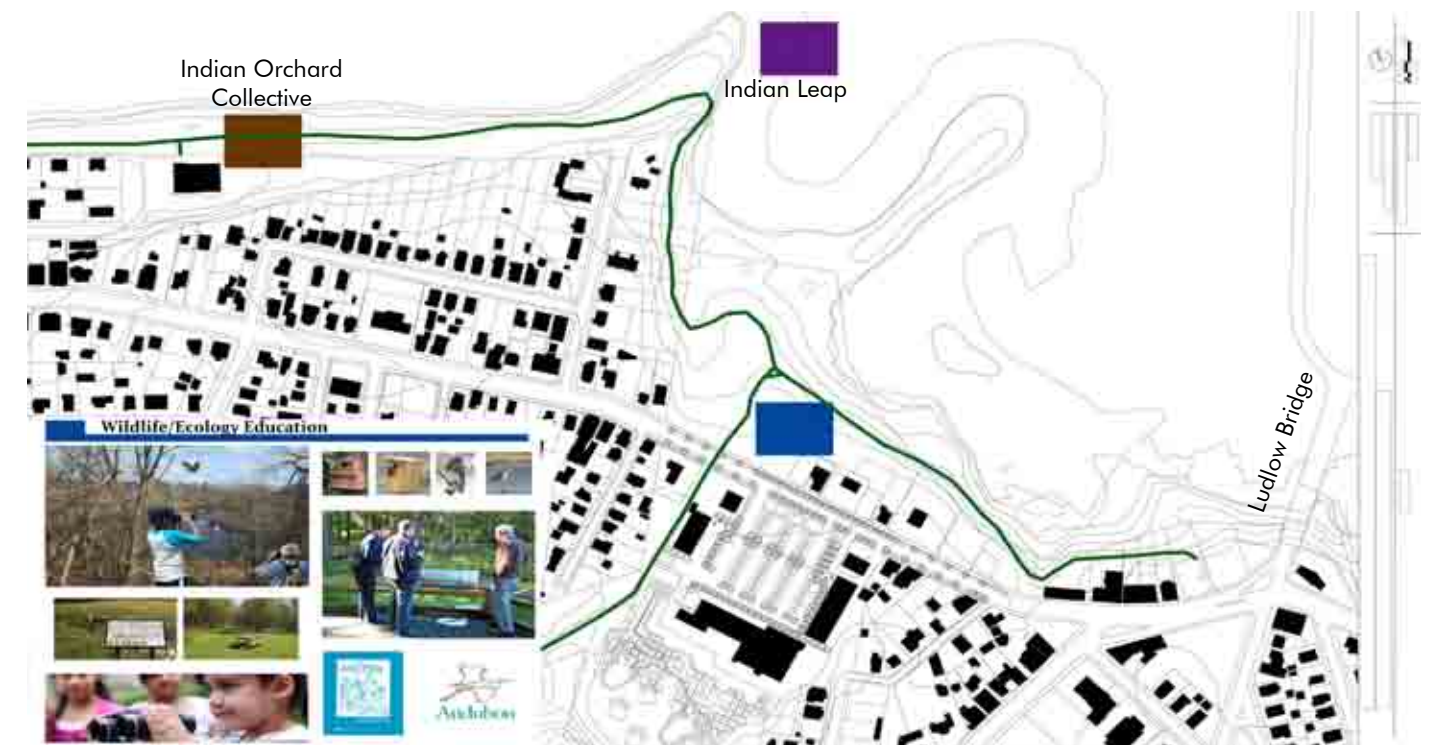 Indian Orchard
Collective
Indian Leap
Ludlow Bridge
Wildlife/Ecology Education
Audubon